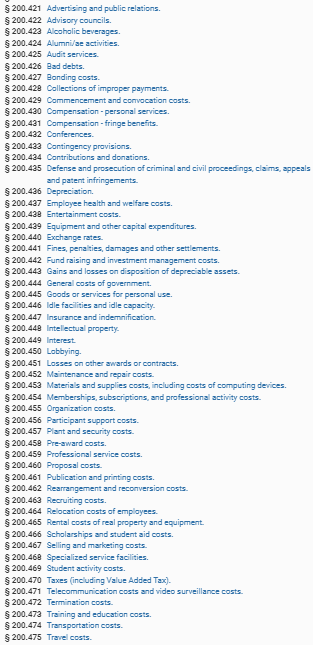 § 200.421 Advertising and public relations.
§ 200.422 Advisory councils.
§ 200.423 Alcoholic beverages.
§ 200.424 Alumni/ae activities.
§ 200.425 Audit services.
§ 200.426 Bad debts.
§ 200.427 Bonding costs.
§ 200.428 Collections of improper payments.
§ 200.429 Commencement and convocation costs.
§ 200.430 Compensation - personal services.
§ 200.431 Compensation - fringe benefits.
§ 200.432 Conferences.
§ 200.433 Contingency provisions.
§ 200.434 Contributions and donations.
§ 200.435 Defense and prosecution of criminal and civil proceedings, claims, appeals
and patent infringements.
§ 200.436 Depreciation.
§ 200.437 Employee health and welfare costs.
§ 200.438 Entertainment costs.
§ 200.439 Equipment and other capital expenditures.
§ 200.440 Exchange rates.
§ 200.441 Fines, penalties, damages and other settlements.
§ 200.442 Fund raising and investment management costs.
§ 200.443 Gains and losses on disposition of depreciable assets.
§ 200.444 General costs of government.
§ 200.445 Goods or services for personal use.
§ 200.446 Idle facilities and idle capacity.
§ 200.447 Insurance and indemnification.
§ 200.448 Intellectual property.
§ 200.449 Interest.
§ 200.450 Lobbying.
§ 200.451 Losses on other awards or contracts.
§ 200.452 Maintenance and repair costs.
§ 200.453 Materials and supplies costs, including costs of computing devices.
§ 200.454 Memberships, subscriptions, and professional activity costs.
§ 200.455 Organization costs.
§ 200.456 Participant support costs.
§ 200.457 Plant and security costs.
§ 200.458 Pre-award costs.
§ 200.459 Professional service costs.
§ 200.460 Proposal costs.
§ 200.461 Publication and printing costs.
§ 200.462 Rearrangement and reconversion costs.
§ 200.463 Recruiting costs.
§ 200.464 Relocation costs of employees.
§ 200.465 Rental costs of real property and equipment.
§ 200.466 Scholarships and student aid costs.
§ 200.467 Selling and marketing costs.
§ 200.468 Specialized service facilities.
§ 200.469 Student activity costs.
§ 200.470 Taxes (including Value Added Tax).
§ 200.471 Telecommunication costs and video surveillance costs.
§ 200.472 Termination costs.
§ 200.473 Training and education costs.
§ 200.474 Transportation costs.
§ 200.475 Travel costs.